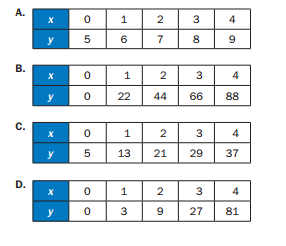 A.
x 0 1 2 3 4
y 5 6 7 8 9
B.
x 0 1 2 3 4
y 0 22 44 66 88
C.
x 0 1 2 3 4
y 5 13 21 29 37
D.
x 0 1 2 3 4
y 0 3 9 27 81